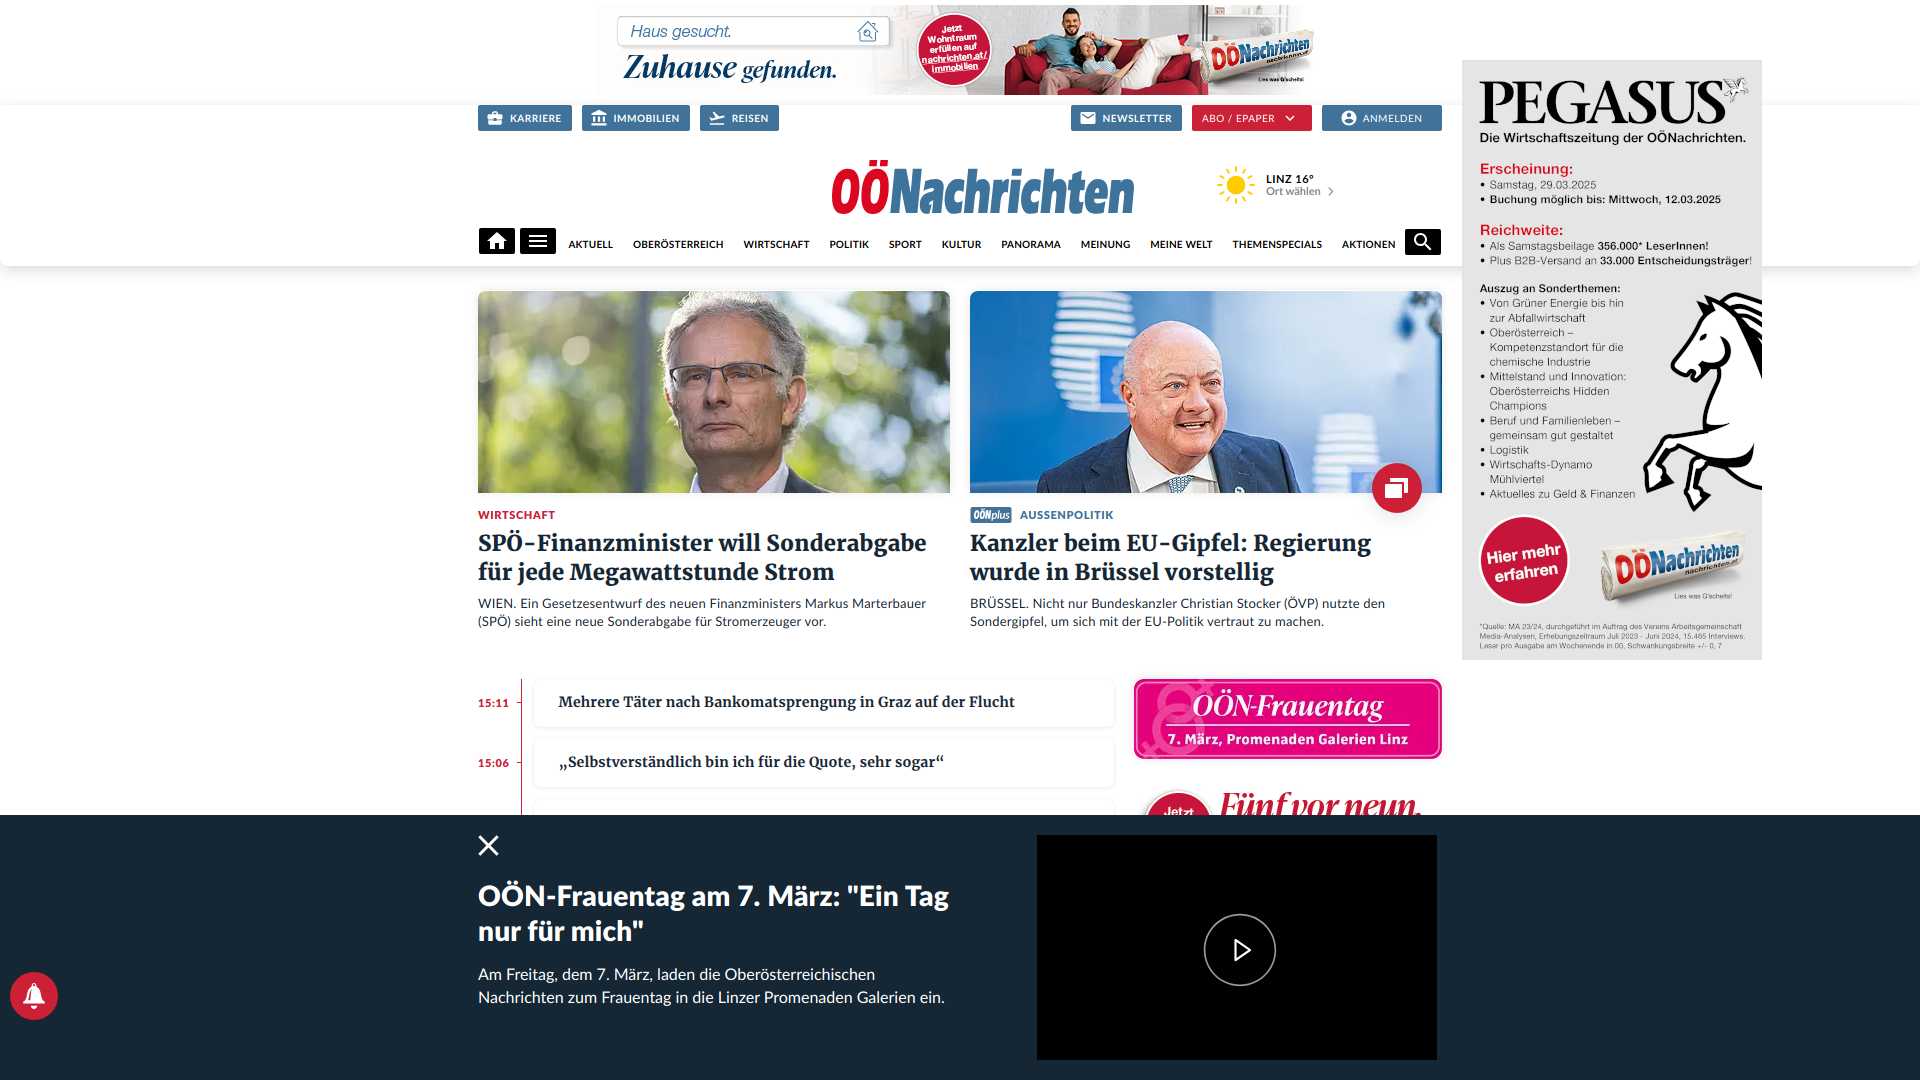 Haus gesucht.
Zuhause gefunden.
Jetzt
Wohntraum
erfüllen auf
nachrichten.at/
immobilien
OÖNachrichten
nachrichten.at
Lies was G'scheits!
KARRIERE
IMMOBILIEN
REISEN
NEWSLETTER
ABO / EPAPER
ANMELDEN
OÖNachrichten
LINZ 16°
Ort wählen
AKTUELL
OBERÖSTERREICH
WIRTSCHAFT
POLITIK
SPORT
KULTUR
PANORAMA
MEINUNG
MEINE WELT
THEMENSPECIALS
AKTIONEN
PEGASUS
Die Wirtschaftszeitung der OÖNachrichten.
Erscheinung:
• Samstag, 29.03.2025
• Buchung möglich bis: Mittwoch, 12.03.2025
Reichweite:
• Als Samstagsbeilage 356.000* LeserInnen!
• Plus B2B-Versand an 33.000 Entscheidungsträger!
Auszug an Sonderthemen:
• Von Grüner Energie bis hin
zur Abfallwirtschaft
• Oberösterreich –
Kompetenzstandort für die
chemische Industrie
• Mittelstand und Innovation:
Oberösterreichs Hidden
Champions
• Beruf und Familienleben –
gemeinsam gut gestaltet
• Logistik
• Wirtschafts-Dynamo
Mühlviertel
• Aktuelles zu Geld & Finanzen
Hier mehr
erfahren
OÖNachrichten
nachrichten.at
Lies was G'scheits!
*Quelle: MA 23/24, durchgeführt im Auftrag des Vereins Arbeitsgemeinschaft
Media-Analysen, Erhebungszeitraum Juli 2023 - Juni 2024, 15.465 Interviews.
Leser pro Ausgabe am Wochenende in OÖ, Schwankungsbreite +/- 0, 7
WIRTSCHAFT
SPÖ-Finanzminister will Sonderabgabe
für jede Megawattstunde Strom
WIEN. Ein Gesetzesentwurf des neuen Finanzministers Markus Marterbauer
(SPÖ) sieht eine neue Sonderabgabe für Stromerzeuger vor.
OÖNplus AUSSENPOLITIK
Kanzler beim EU-Gipfel: Regierung
wurde in Brüssel vorstellig
BRÜSSEL. Nicht nur Bundeskanzler Christian Stocker (ÖVP) nutzte den
Sondergipfel, um sich mit der EU-Politik vertraut zu machen.
15:11
Mehrere Täter nach Bankomatsprengung in Graz auf der Flucht
15:06
„Selbstverständlich bin ich für die Quote, sehr sogar“
OÖN-Frauentag
7. März, Promenaden Galerien Linz
Jetzt
Fünf vor neun.
OÖN-Frauentag am 7. März: "Ein Tag
nur für mich"
Am Freitag, dem 7. März, laden die Oberösterreichischen
Nachrichten zum Frauentag in die Linzer Promenaden Galerien ein.